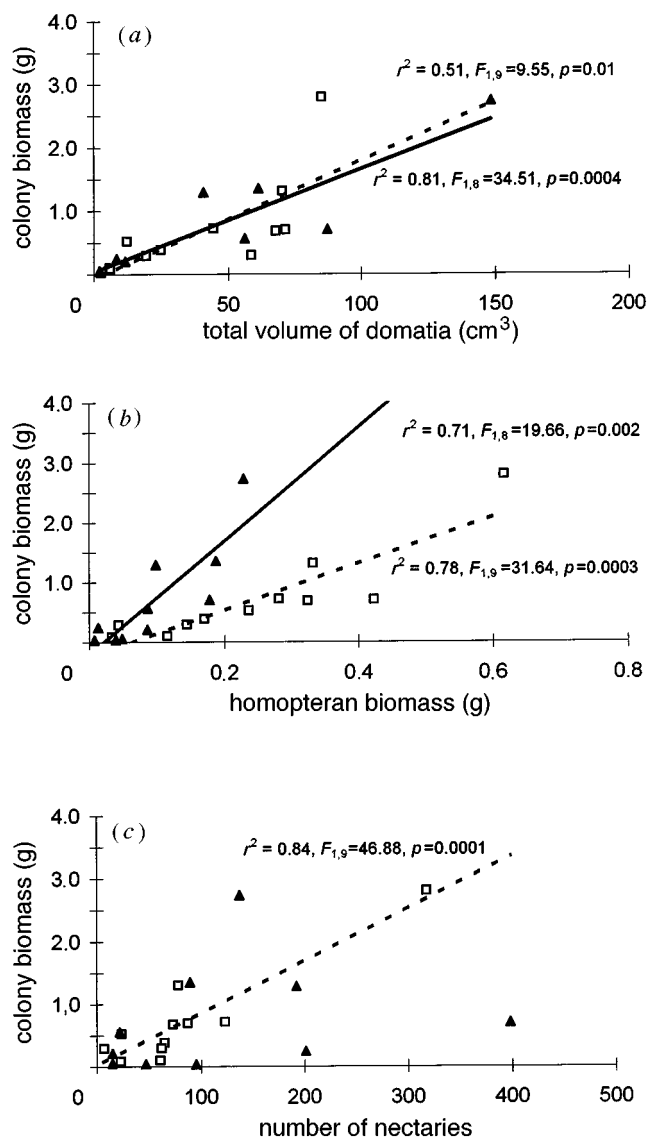 (a)
colony biomass (g)
4.0
3.0
2.0
1.0
r² = 0.51, F₁,₉ =9.55, p=0.01
r² = 0.81, F₁,₈ =34.51, p=0.0004
0 50 100 150 200
total volume of domatia (cm³)
(b)
colony biomass (g)
4.0
3.0
2.0
1.0
r² = 0.71, F₁,₈=19.66, p=0.002
r² = 0.78, F₁,₉=31.64, p=0.0003
0 0.2 0.4 0.6 0.8
homopteran biomass (g)
(c)
colony biomass (g)
4.0
3.0
2.0
1,0
r² = 0.84, F₁,₉=46.88, p=0.0001
0 100 200 300 400 500
number of nectaries